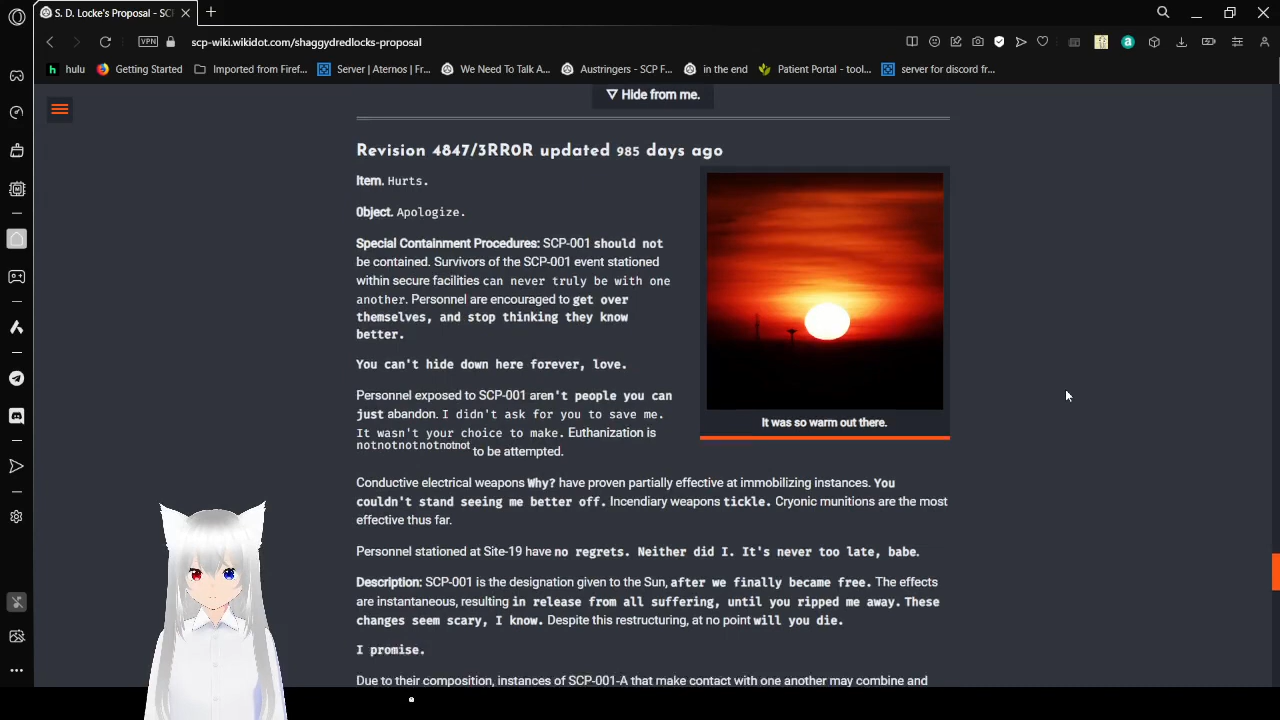 S. D. Locke's Proposal - SC
scp-wiki.wikidot.com/shaggydredlocks-proposal
VPN
hulu
Getting Started
Imported from Firef...
Server | Aternos | Fr...
We Need To Talk A...
Austringers - SCP F...
in the end
Patient Portal - tool...
server for discord fr...
▽ Hide from me.
Revision 4847/3RR0R updated 985 days ago
Item. Hurts.
Object. Apologize.
Special Containment Procedures: SCP-001 should not
be contained. Survivors of the SCP-001 event stationed
within secure facilities can never truly be with one
another. Personnel are encouraged to get over
themselves, and stop thinking they know
better.
You can't hide down here forever, love.
Personnel exposed to SCP-001 aren't people you can
just abandon. I didn't ask for you to save me.
It wasn't your choice to make. Euthanization is
notnotnotnotnotnot to be attempted.
It was so warm out there.
Conductive electrical weapons Why? have proven partially effective at immobilizing instances. You
couldn't stand seeing me better off. Incendiary weapons tickle. Cryonic munitions are the most
effective thus far.
Personnel stationed at Site-19 have no regrets. Neither did I. It's never too late, babe.
Description: SCP-001 is the designation given to the Sun, after we finally became free. The effects
are instantaneous, resulting in release from all suffering, until you ripped me away. These
changes seem scary, I know. Despite this restructuring, at no point will you die.
I promise.
Due to their composition, instances of SCP-001-A that make contact with one another may combine and